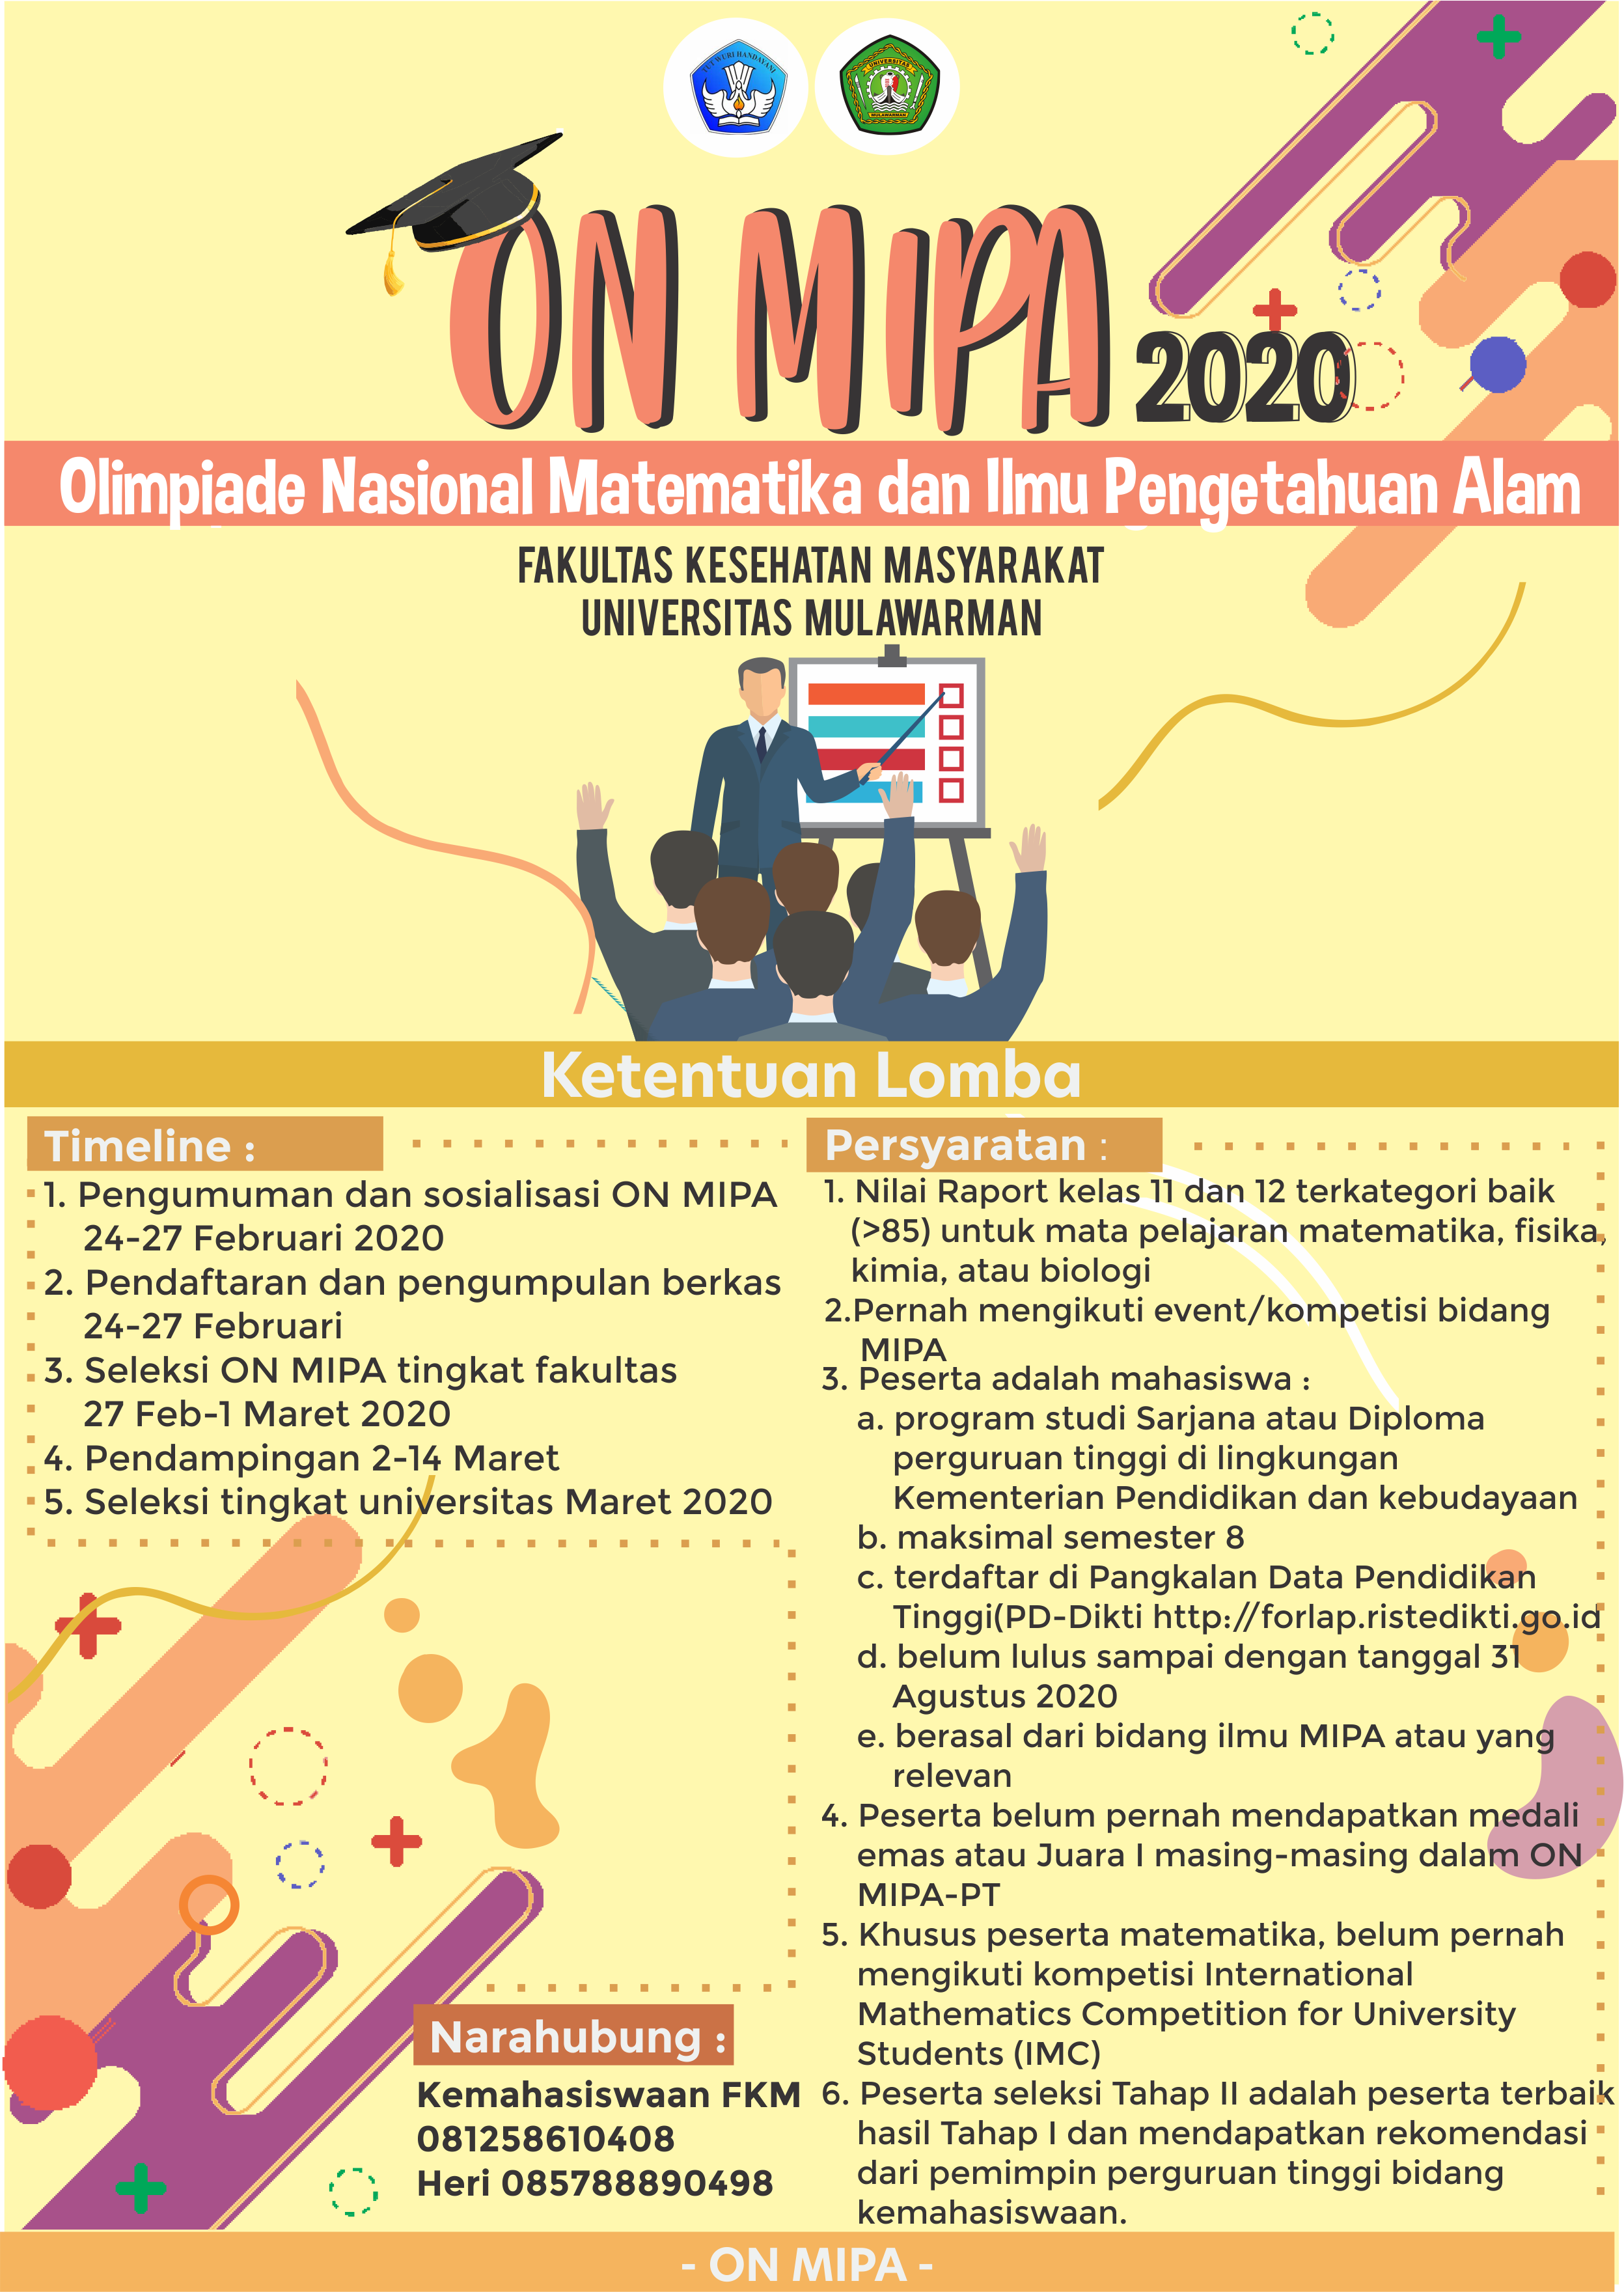 TUT WURI HANDAYANI
UNIVERSITAS
MULAWARMAN
ON MIPA
2020
Olimpiade Nasional Matematika dan Ilmu Pengetahuan Alam
FAKULTAS KESEHATAN MASYARAKAT
UNIVERSITAS MULAWARMAN
Ketentuan Lomba
Timeline :
1. Pengumuman dan sosialisasi ON MIPA
24-27 Februari 2020
2. Pendaftaran dan pengumpulan berkas
24-27 Februari
3. Seleksi ON MIPA tingkat fakultas
27 Feb-1 Maret 2020
4. Pendampingan 2-14 Maret
5. Seleksi tingkat universitas Maret 2020
Persyaratan :
1. Nilai Raport kelas 11 dan 12 terkategori baik
(>85) untuk mata pelajaran matematika, fisika,
kimia, atau biologi
2.Pernah mengikuti event/kompetisi bidang
MIPA
3. Peserta adalah mahasiswa :
a. program studi Sarjana atau Diploma
perguruan tinggi di lingkungan
Kementerian Pendidikan dan kebudayaan
b. maksimal semester 8
c. terdaftar di Pangkalan Data Pendidikan
Tinggi(PD-Dikti http://forlap.ristedikti.go.id
d. belum lulus sampai dengan tanggal 31
Agustus 2020
e. berasal dari bidang ilmu MIPA atau yang
relevan
4. Peserta belum pernah mendapatkan medali
emas atau Juara I masing-masing dalam ON
MIPA-PT
5. Khusus peserta matematika, belum pernah
mengikuti kompetisi International
Mathematics Competition for University
Students (IMC)
6. Peserta seleksi Tahap II adalah peserta terbaik
hasil Tahap I dan mendapatkan rekomendasi
dari pemimpin perguruan tinggi bidang
kemahasiswaan.
Narahubung :
Kemahasiswaan FKM
081258610408
Heri 085788890498
- ON MIPA -